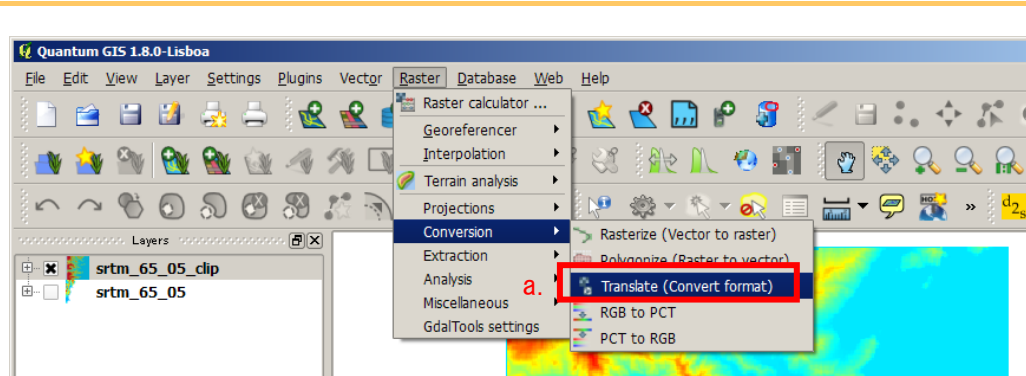 Quantum GIS 1.8.0-Lisboa
File Edit View Layer Settings Plugins Vector Raster Database Web Help
Raster calculator ...
Georeferencer
Interpolation
Terrain analysis
Projections
Conversion
Extraction
Analysis
Miscellaneous
GdalTools settings
Rasterize (Vector to raster)
Polygonize (Raster to vector)
a. Translate (Convert format)
RGB to PCT
PCT to RGB
Layers
srtm_65_05_clip
srtm_65_05